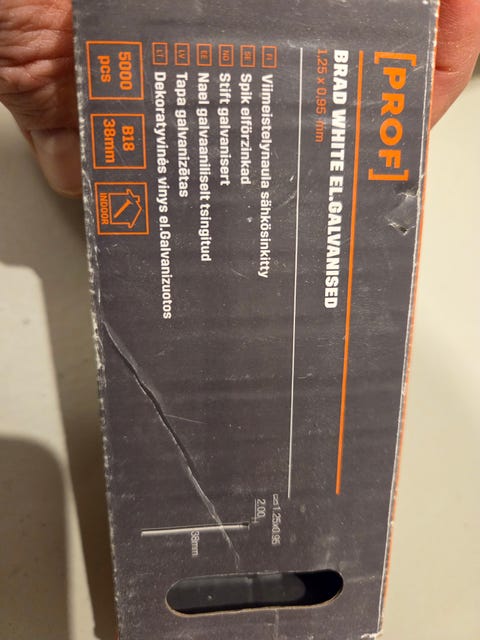 [PROF]
BRAD WHITE EL.GALVANISED
1.25 x 0.95 mm
FI Viimeistelynaula sähkösinkitty
SE Spik elförzinkad
NO Stift galvanisert
EE Nael galvaaniliselt tsingitud
LV Tapa galvanizētas
LT Dekoratyvinės vinys el.Galvanizuotos
5000
pcs
B18
38mm
INDOOR
1.25x0.95
2.00
38mm